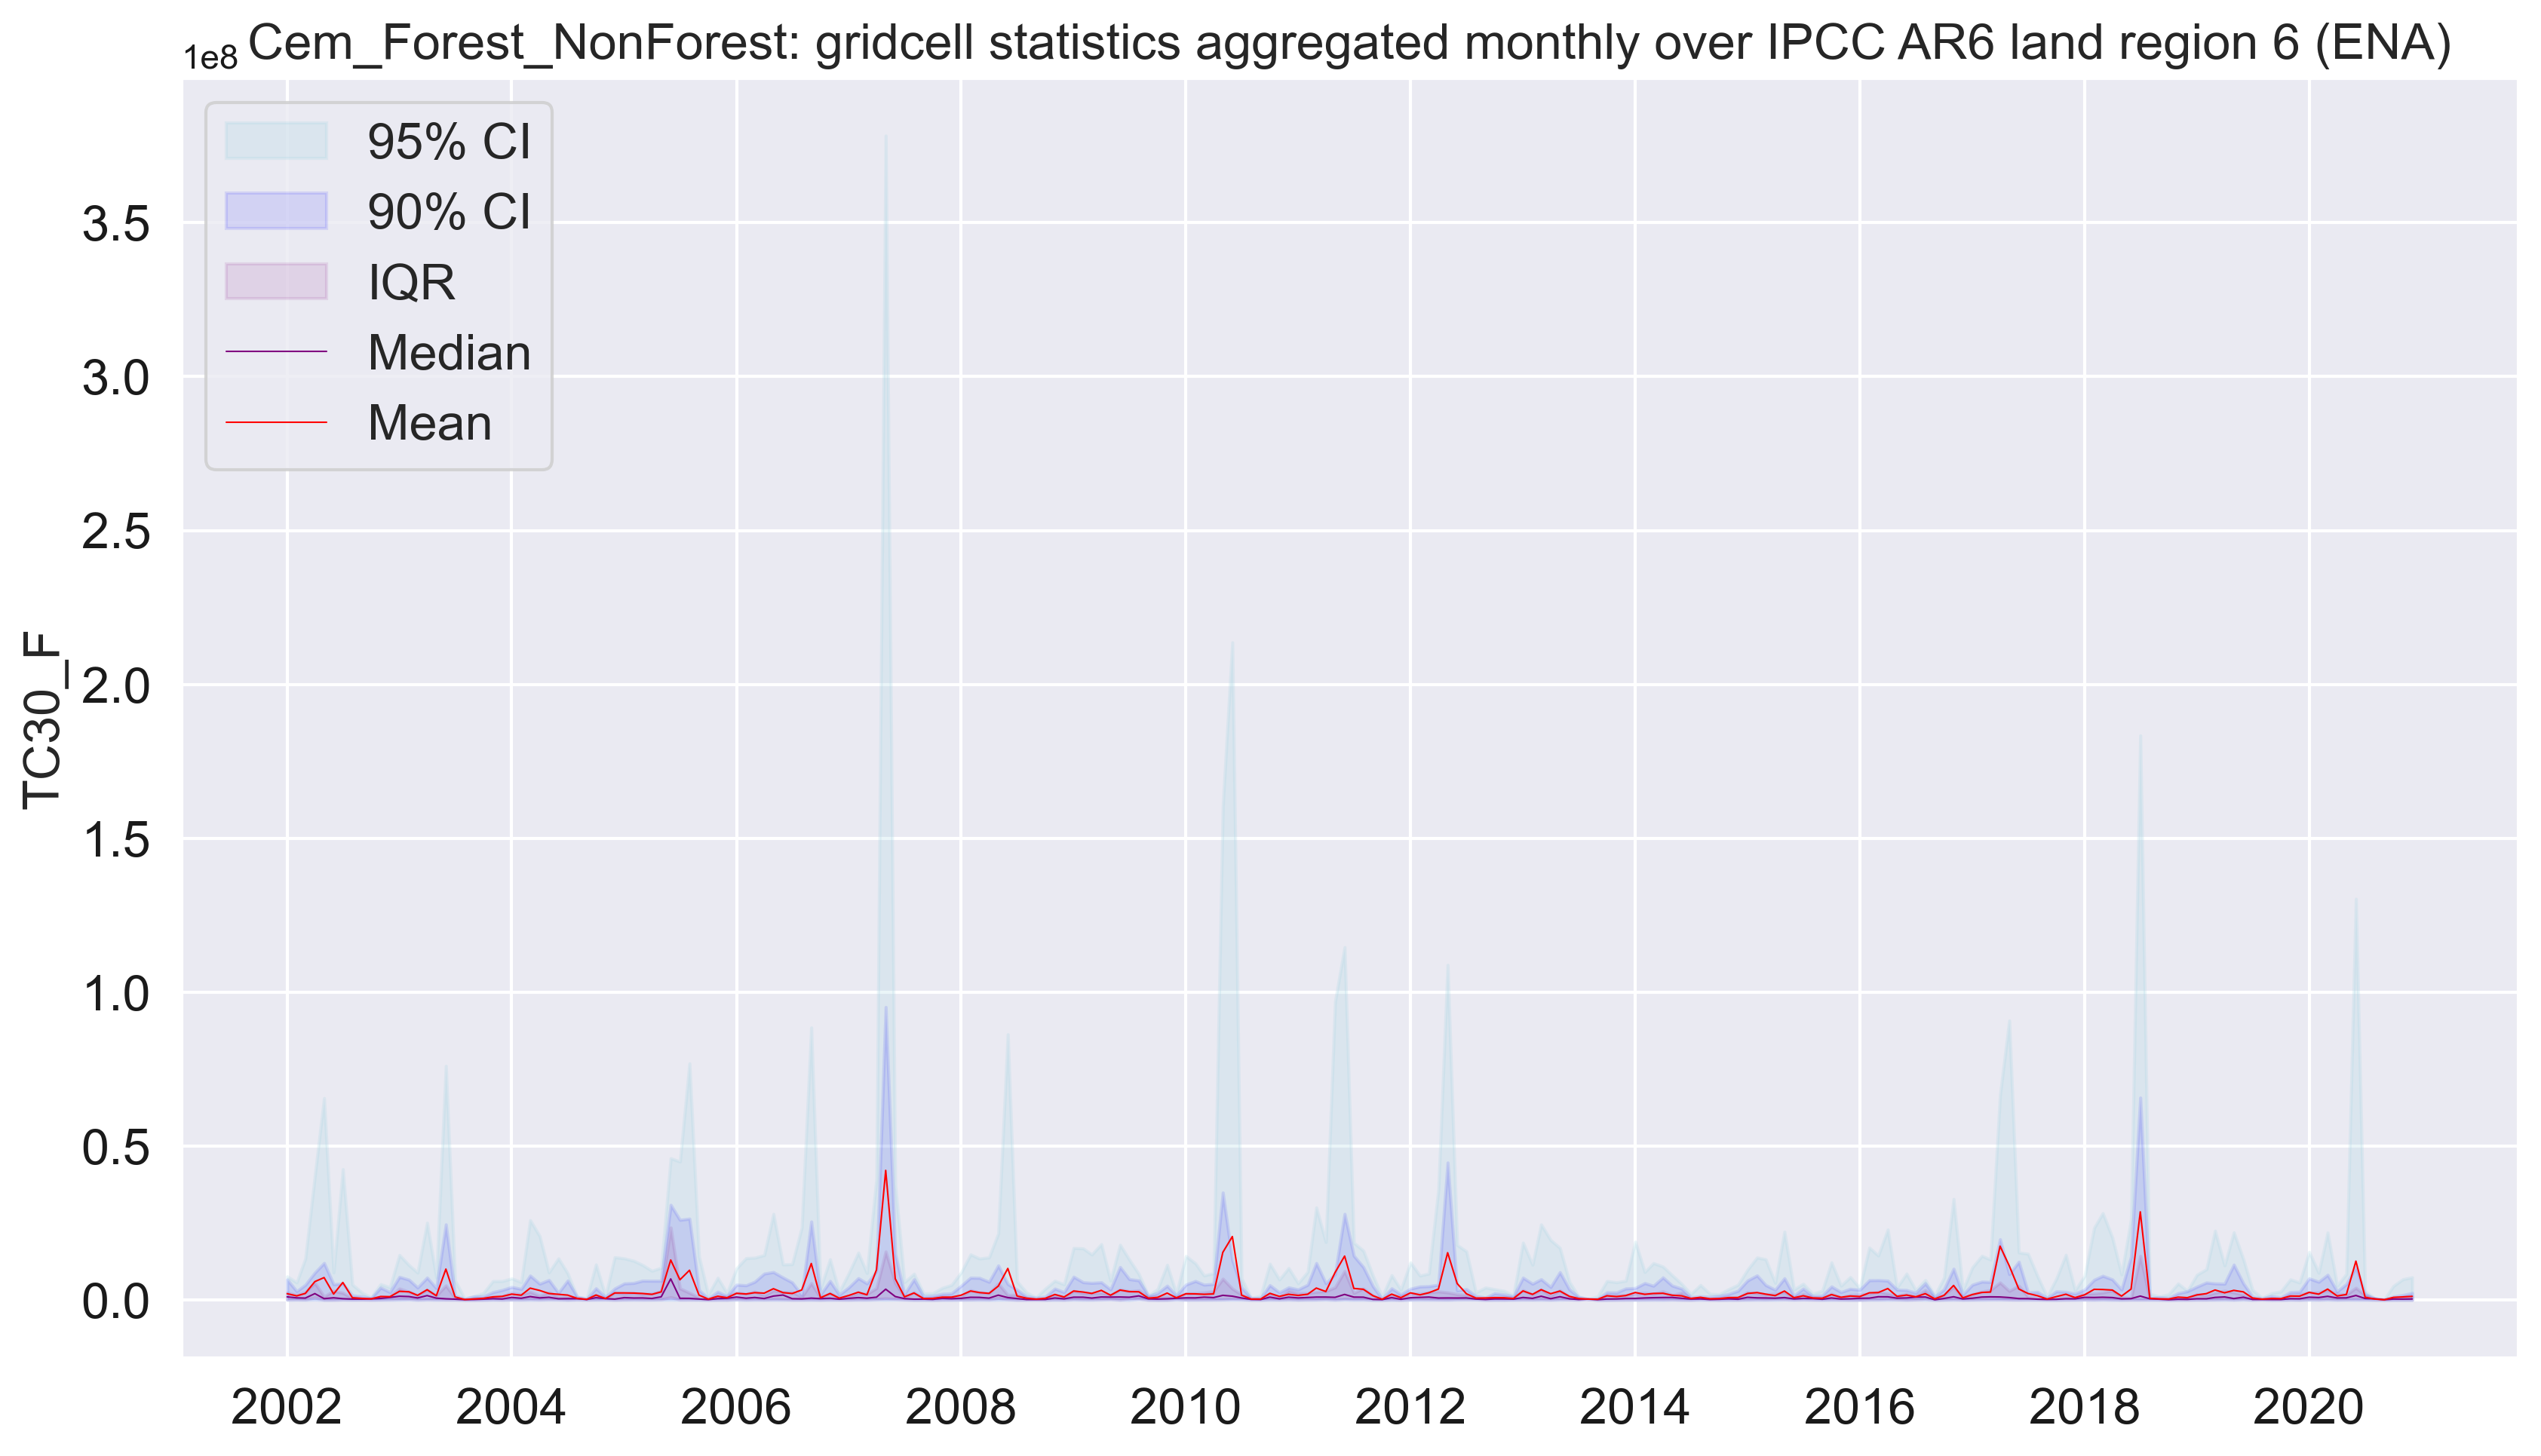 Cem_Forest_NonForest: gridcell statistics aggregated monthly over IPCC AR6 land region 6 (ENA)
1e8
95% CI
90% CI
IQR
Median
Mean
3.5
3.0
2.5
2.0
1.5
1.0
0.5
0.0
TC30_F
2002 2004 2006 2008 2010 2012 2014 2016 2018 2020